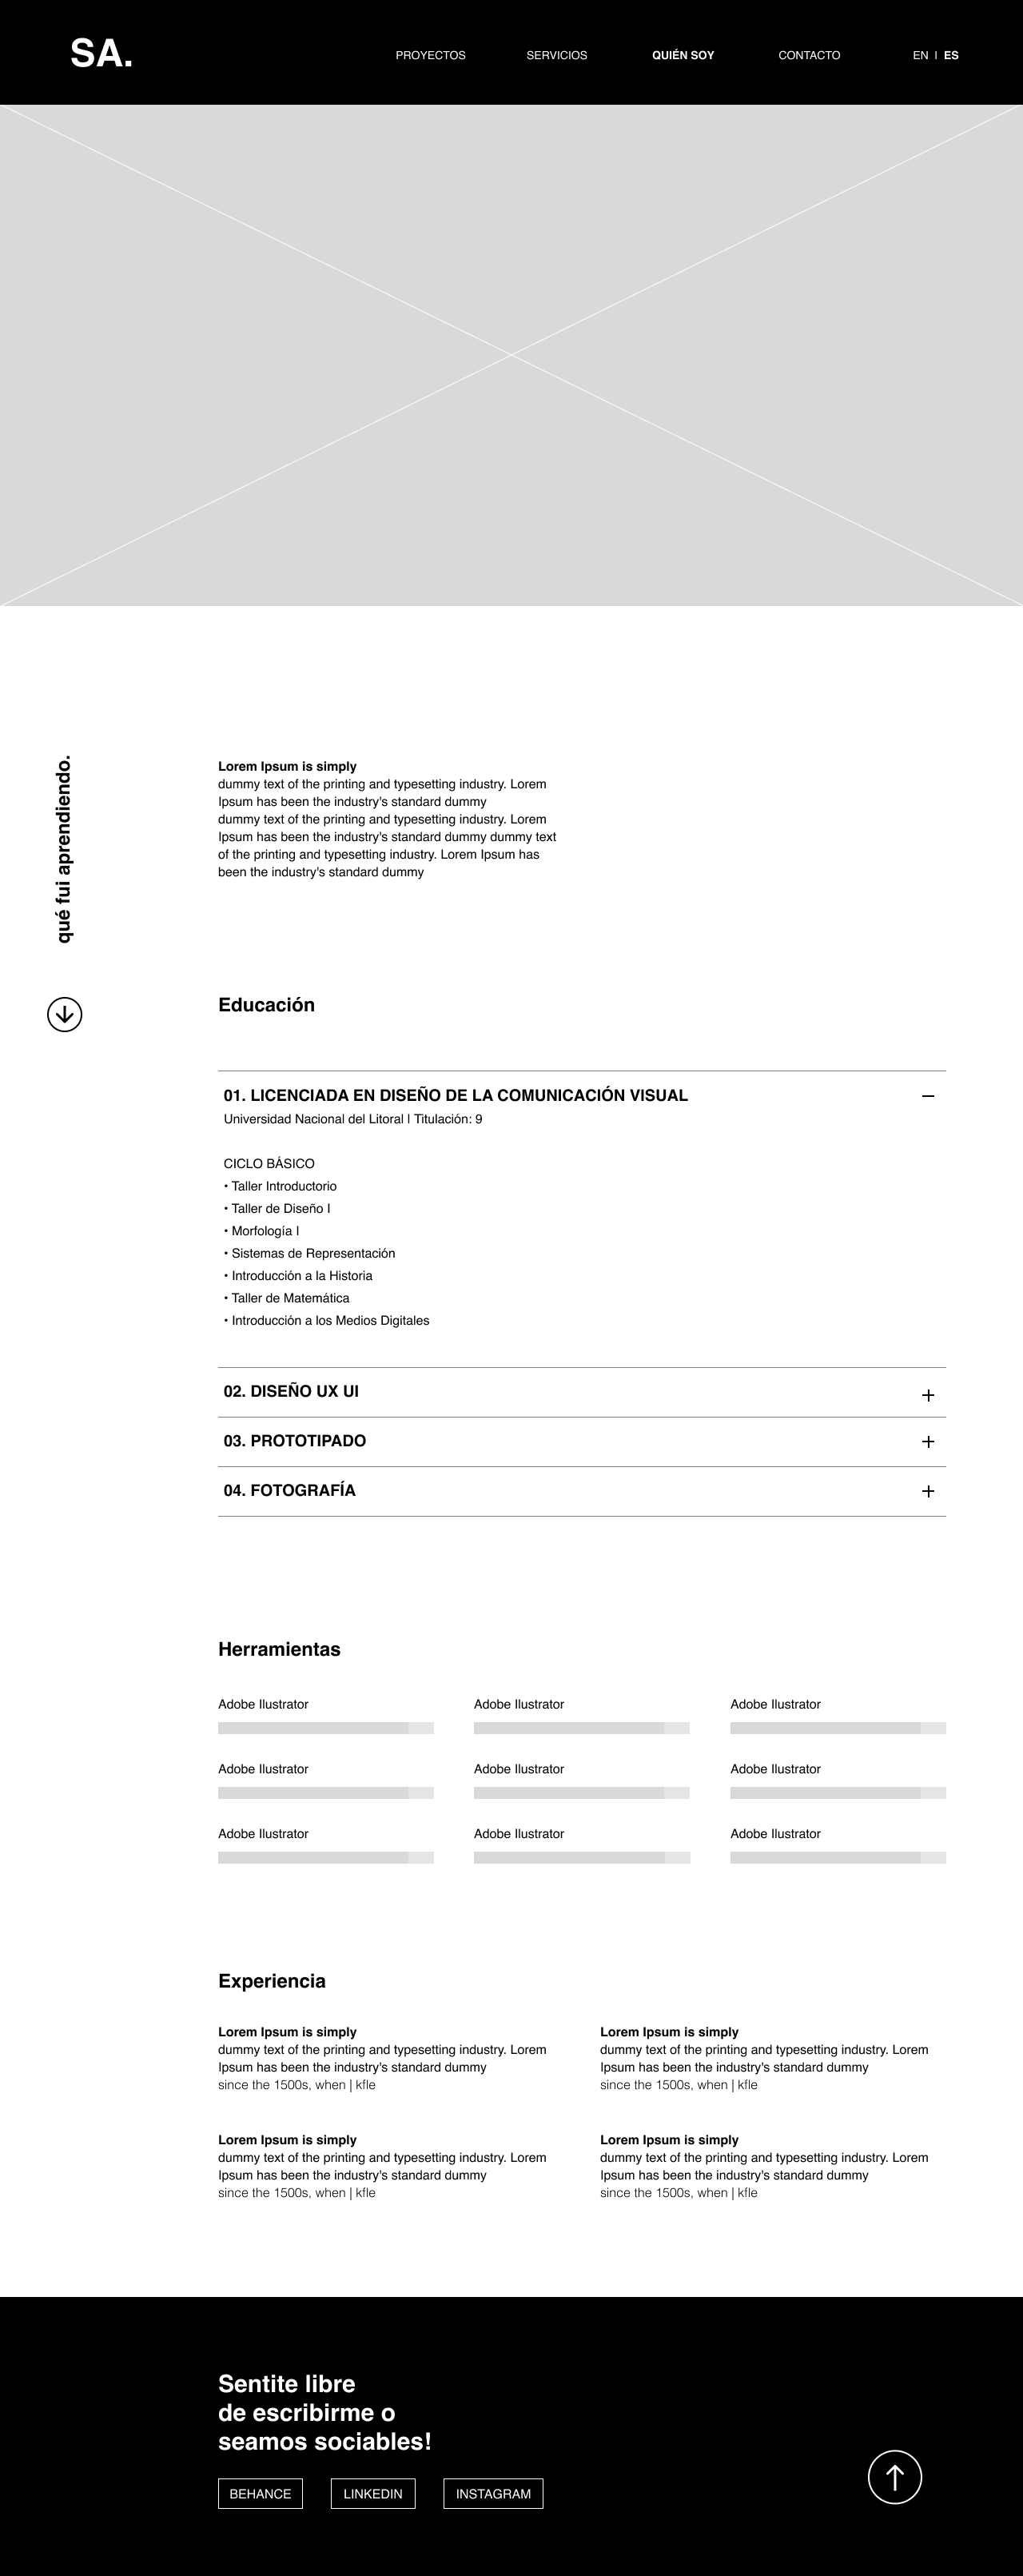 SA.
PROYECTOS SERVICIOS QUIÉN SOY CONTACTO EN | ES
qué fui aprendiendo.
Lorem Ipsum is simply
dummy text of the printing and typesetting industry. Lorem
Ipsum has been the industry's standard dummy
dummy text of the printing and typesetting industry. Lorem
Ipsum has been the industry's standard dummy dummy text
of the printing and typesetting industry. Lorem Ipsum has
been the industry's standard dummy
Educación
01. LICENCIADA EN DISEÑO DE LA COMUNICACIÓN VISUAL
Universidad Nacional del Litoral | Titulación: 9
CICLO BÁSICO
• Taller Introductorio
• Taller de Diseño I
• Morfología I
• Sistemas de Representación
• Introducción a la Historia
• Taller de Matemática
• Introducción a los Medios Digitales
02. DISEÑO UX UI
03. PROTOTIPADO
04. FOTOGRAFÍA
Herramientas
Adobe Ilustrator Adobe Ilustrator Adobe Ilustrator
Adobe Ilustrator Adobe Ilustrator Adobe Ilustrator
Adobe Ilustrator Adobe Ilustrator Adobe Ilustrator
Experiencia
Lorem Ipsum is simply
dummy text of the printing and typesetting industry. Lorem
Ipsum has been the industry's standard dummy
since the 1500s, when | kfle
Lorem Ipsum is simply
dummy text of the printing and typesetting industry. Lorem
Ipsum has been the industry's standard dummy
since the 1500s, when | kfle
Lorem Ipsum is simply
dummy text of the printing and typesetting industry. Lorem
Ipsum has been the industry's standard dummy
since the 1500s, when | kfle
Lorem Ipsum is simply
dummy text of the printing and typesetting industry. Lorem
Ipsum has been the industry's standard dummy
since the 1500s, when | kfle
Sentite libre
de escribirme o
seamos sociables!
BEHANCE LINKEDIN INSTAGRAM